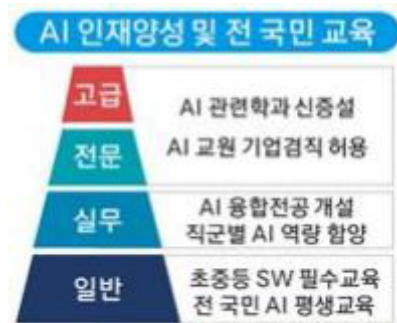 AI 인재양성 및 전 국민 교육
고급
AI 관련학과 신증설
전문
AI 교원 기업겸직 허용
실무
AI 융합전공 개설
직군별 AI 역량 함양
일반
초중등 SW 필수교육
전 국민 AI 평생교육